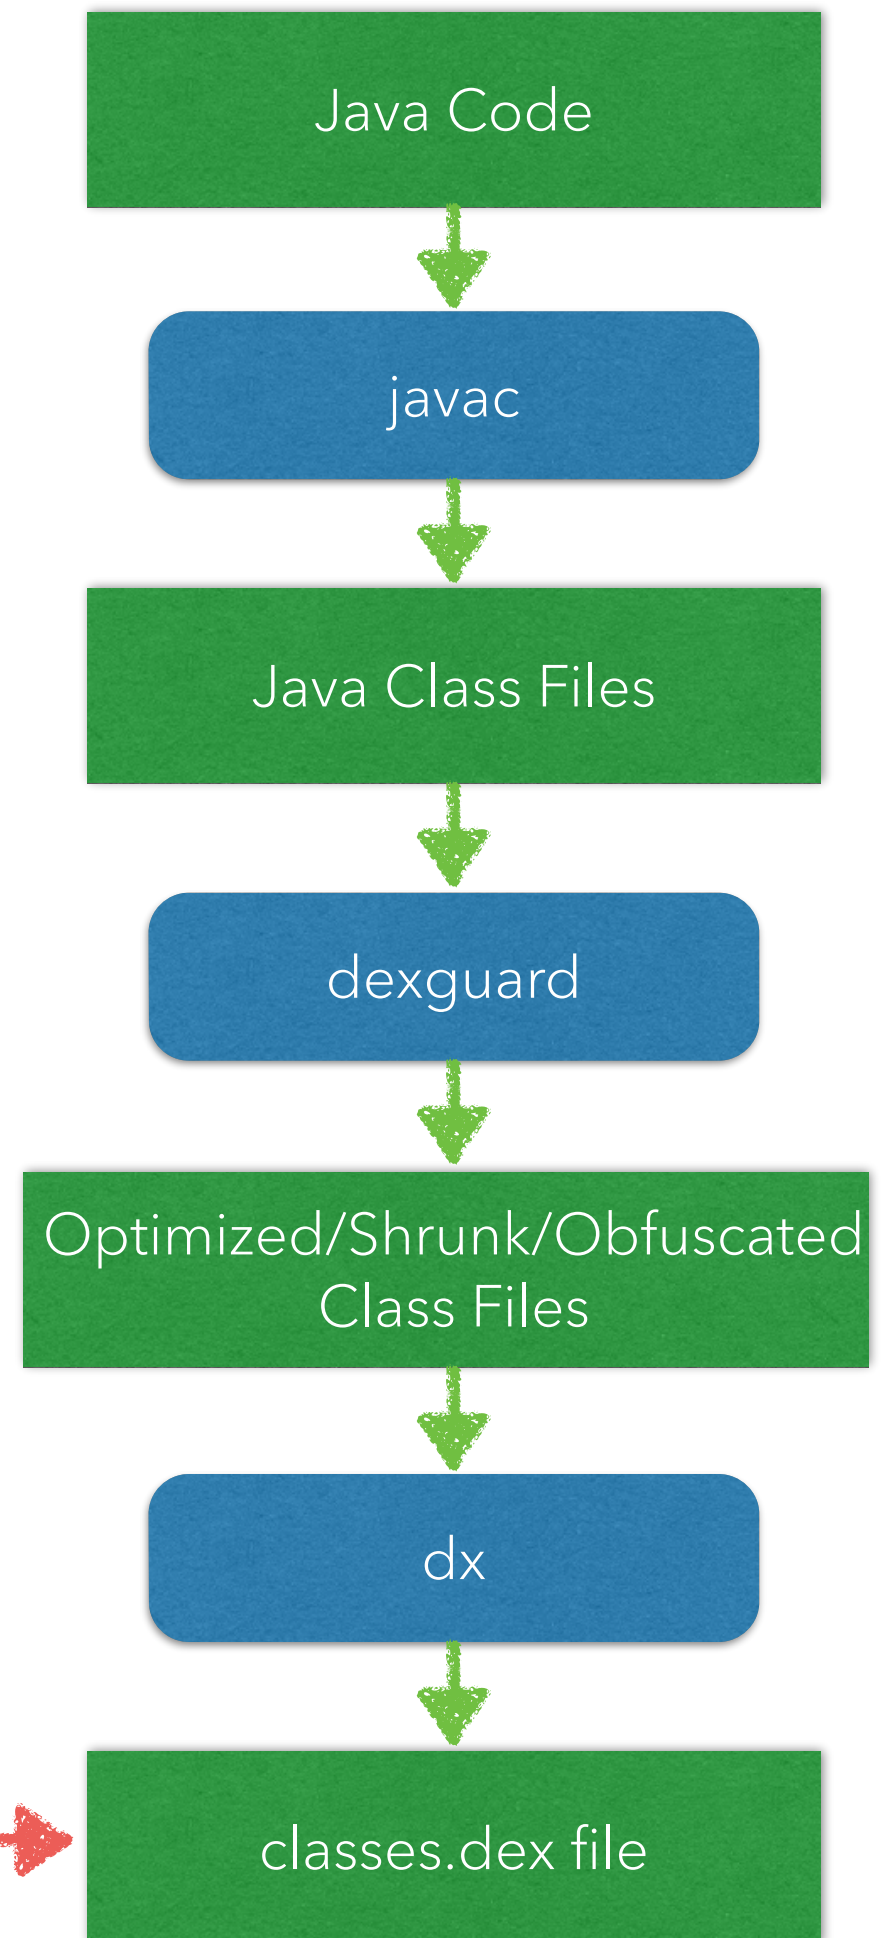 Java Code
javac
Java Class Files
dexguard
Optimized/Shrunk/Obfuscated
Class Files
dx
classes.dex file